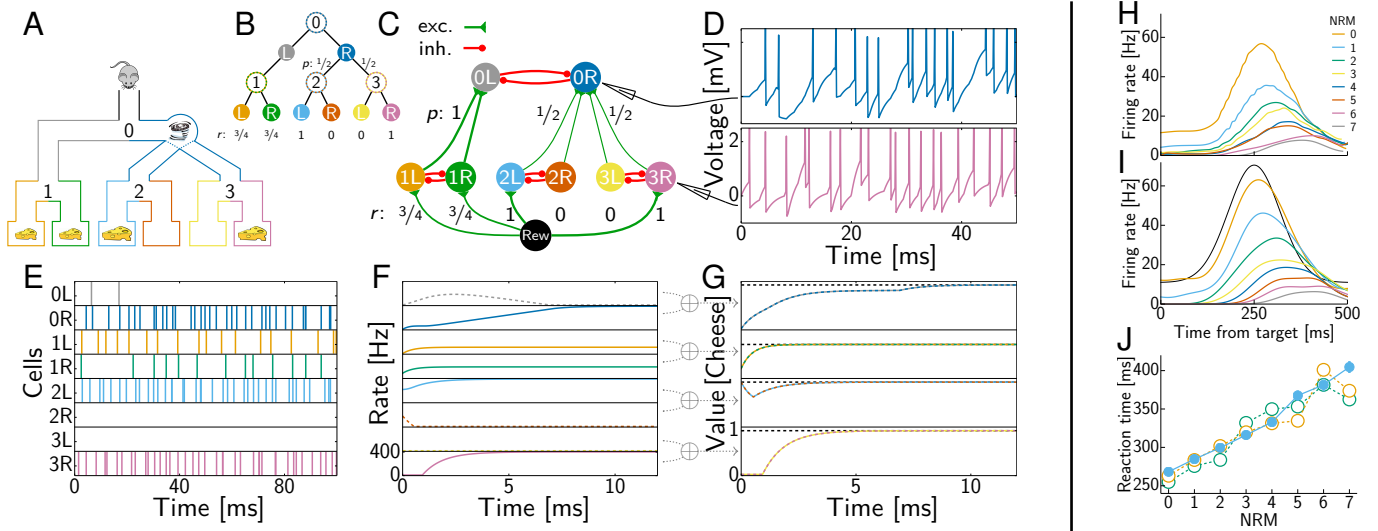 A
0
1
2
3
B
0
L
R
p: 1/2
1/2
1
2
3
L
R
L
R
L
R
r: 3/4
3/4
1
0
0
1
C
exc.
inh.
0L
0R
p: 1
1/2
1/2
1L
1R
2L
2R
3L
3R
r:
3/4
3/4
1
0
0
1
Rew
D
Voltage [mV]
2
0
0
20
40
Time [ms]
E
Cells
0L
0R
1L
1R
2L
2R
3L
3R
0
40
80
Time [ms]
F
Rate [Hz]
400
0
0
5
10
Time [ms]
G
Value [Cheese]
1
0
0
5
10
Time [ms]
H
Firing rate [Hz]
60
40
20
0
NRM
0
1
2
3
4
5
6
7
I
Firing rate [Hz]
60
40
20
0
0
250
500
Time from target [ms]
J
Reaction time [ms]
400
350
300
250
0 1 2 3 4 5 6 7
NRM